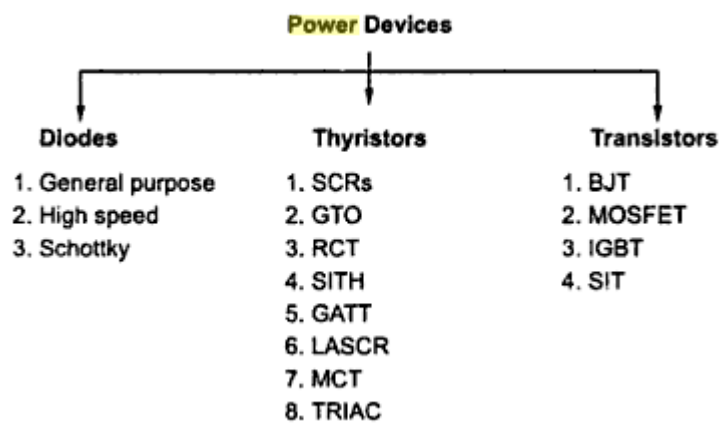 Power Devices
Diodes
1. General purpose
2. High speed
3. Schottky
Thyristors
1. SCRs
2. GTO
3. RCT
4. SITH
5. GATT
6. LASCR
7. MCT
8. TRIAC
Transistors
1. BJT
2. MOSFET
3. IGBT
4. SIT